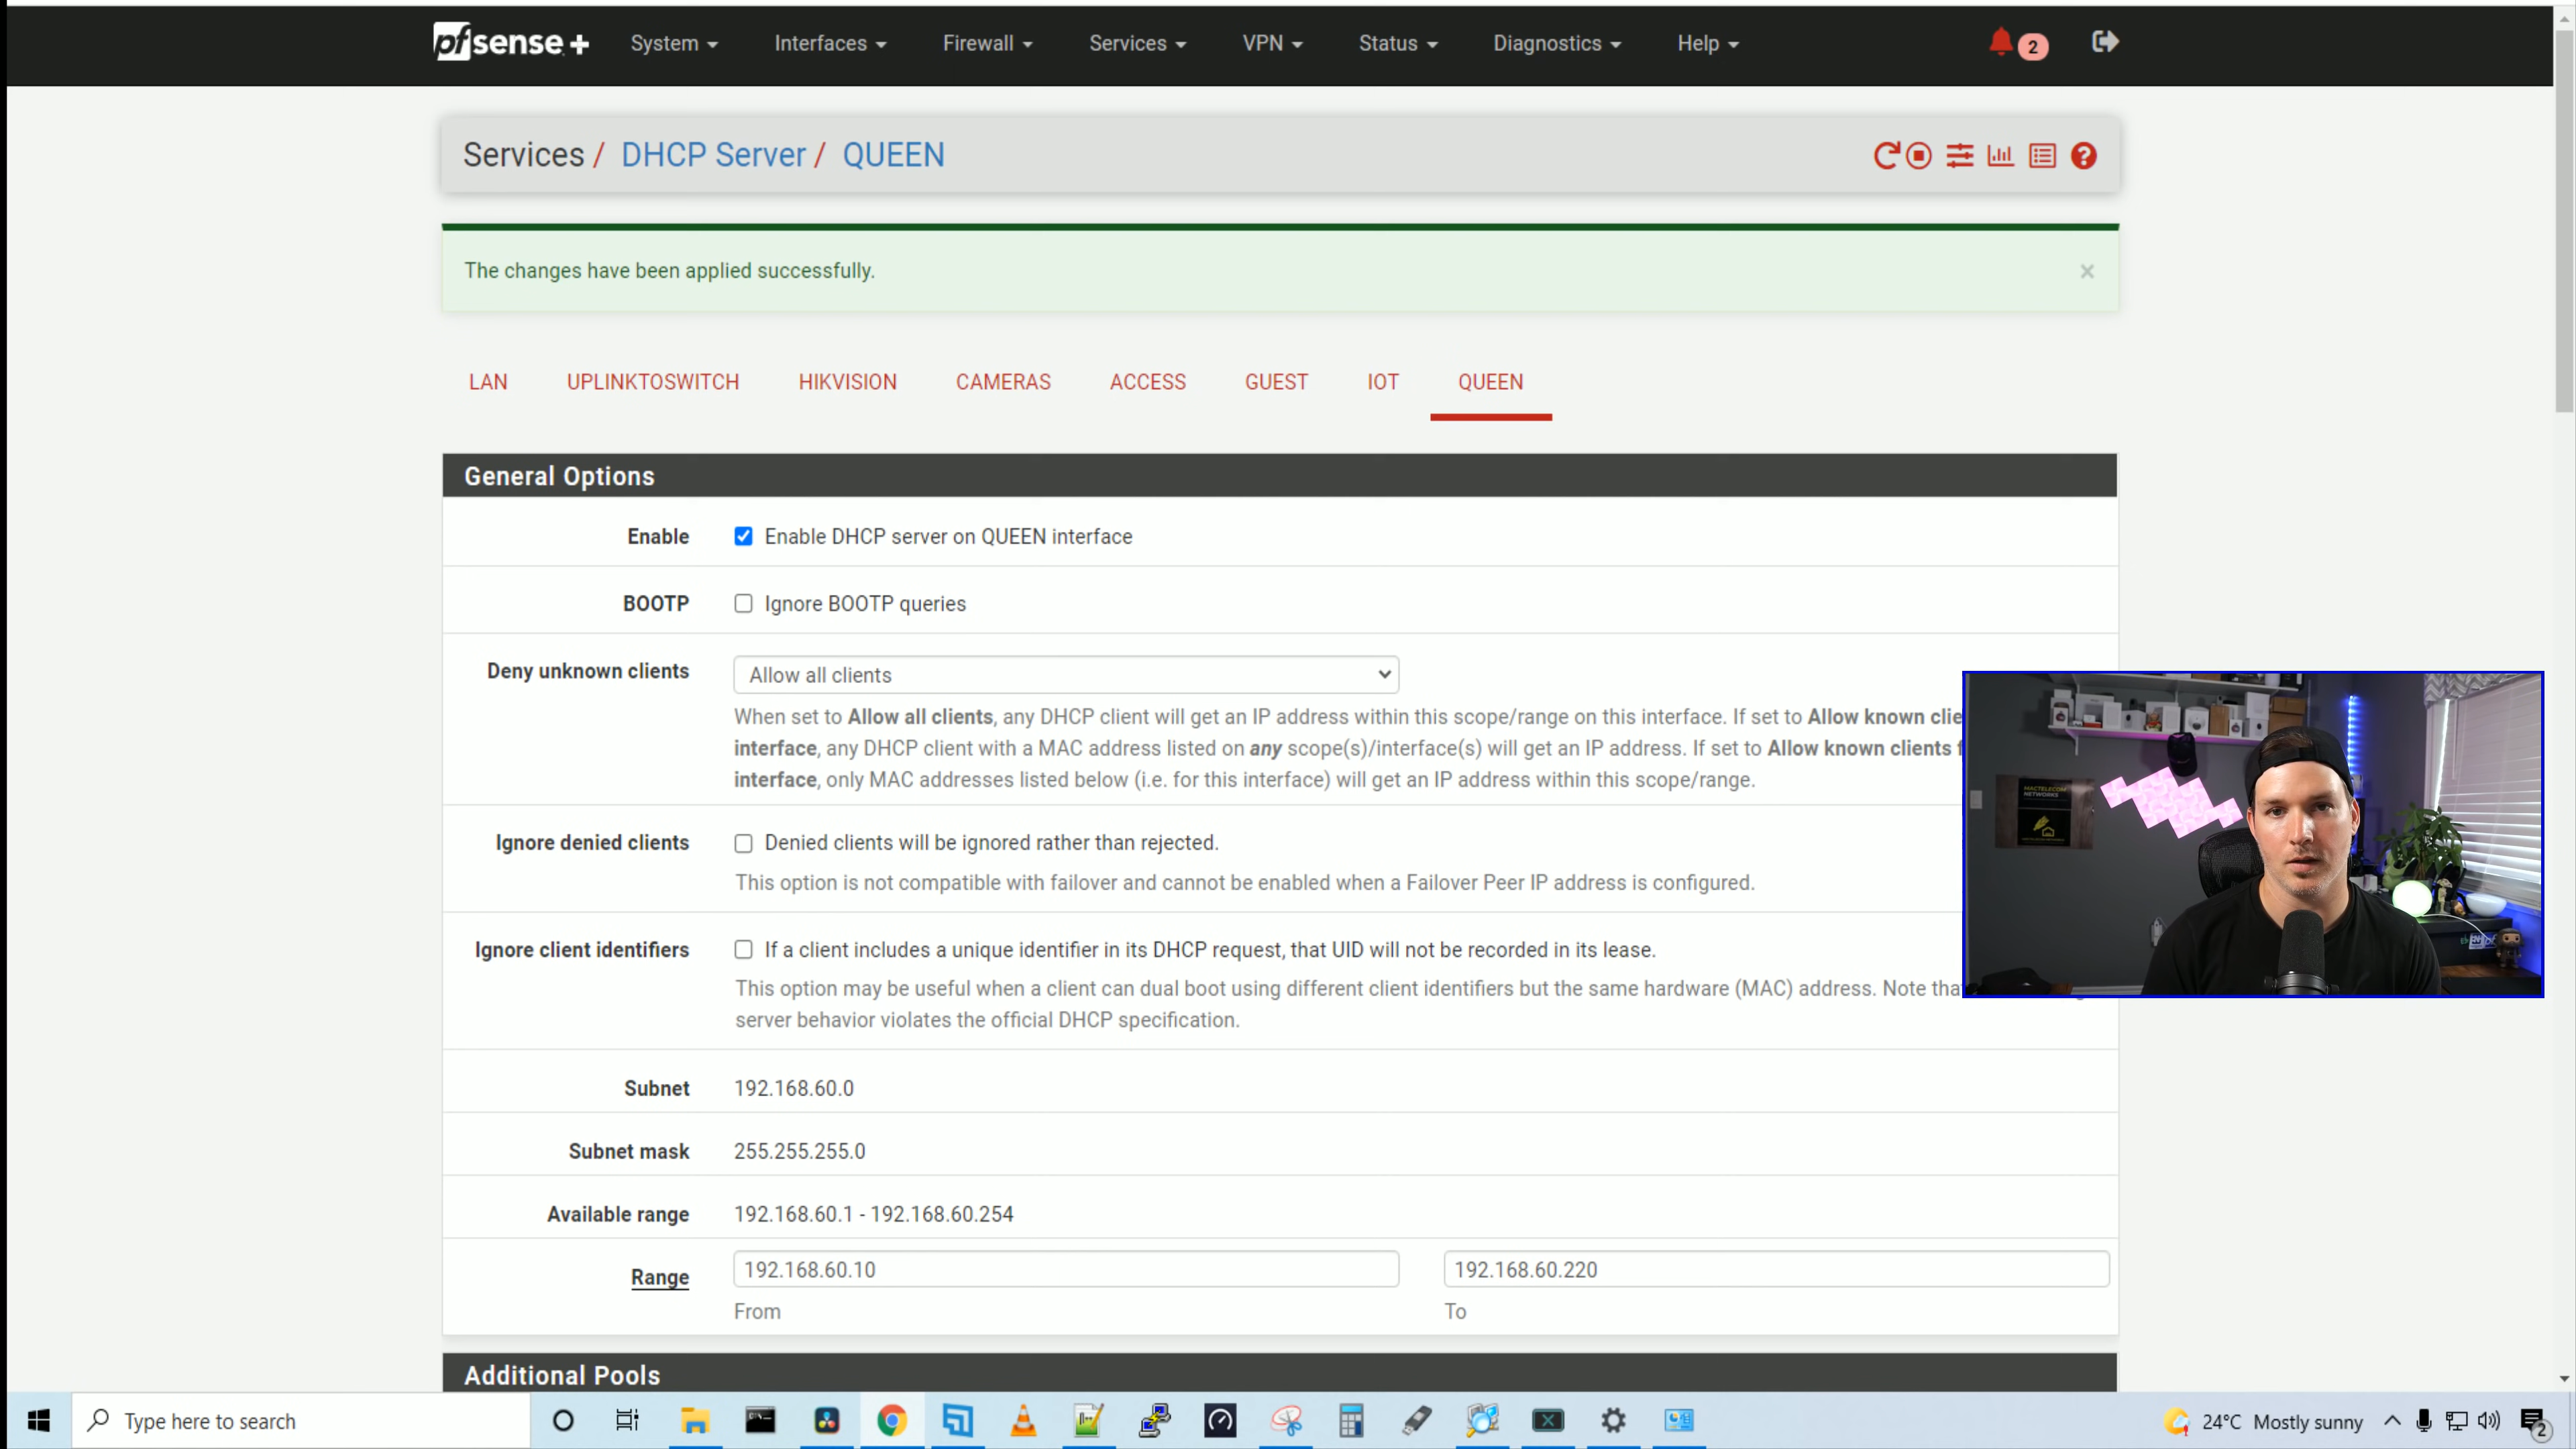 pfsense +
System
Interfaces
Firewall
Services
VPN
Status
Diagnostics
Help
2
Services / DHCP Server / QUEEN
The changes have been applied successfully.
×
LAN UPLINKTOSWITCH HIKVISION CAMERAS ACCESS GUEST IOT QUEEN
General Options
Enable Enable DHCP server on QUEEN interface
BOOTP Ignore BOOTP queries
Deny unknown clients Allow all clients
When set to Allow all clients, any DHCP client will get an IP address within this scope/range on this interface. If set to Allow known clie
interface, any DHCP client with a MAC address listed on any scope(s)/interface(s) will get an IP address. If set to Allow known clients f
interface, only MAC addresses listed below (i.e. for this interface) will get an IP address within this scope/range.
MACTELECOM
NETWORKS
Ignore denied clients Denied clients will be ignored rather than rejected.
This option is not compatible with failover and cannot be enabled when a Failover Peer IP address is configured.
Ignore client identifiers If a client includes a unique identifier in its DHCP request, that UID will not be recorded in its lease.
This option may be useful when a client can dual boot using different client identifiers but the same hardware (MAC) address. Note tha
server behavior violates the official DHCP specification.
Subnet 192.168.60.0
Subnet mask 255.255.255.0
Available range 192.168.60.1 - 192.168.60.254
Range 192.168.60.10 192.168.60.220
From To
Additional Pools
Type here to search
24°C Mostly sunny
2